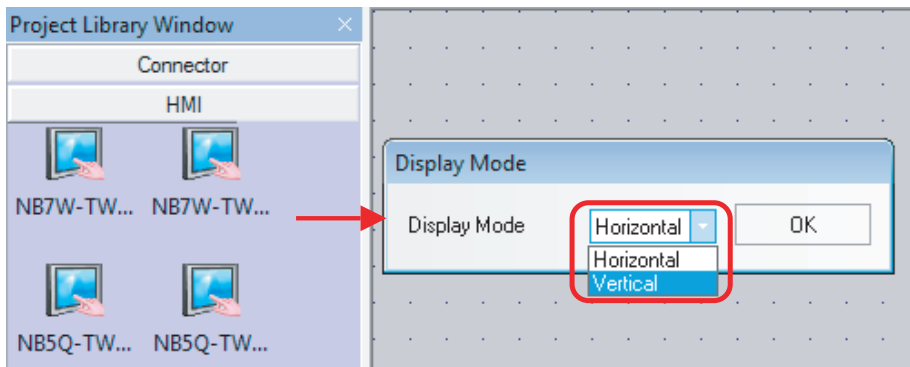 Project Library Window
Connector
HMI
NB7W-TW... NB7W-TW...
NB5Q-TW... NB5Q-TW...
Display Mode
Display Mode Horizontal OK
Horizontal
Vertical